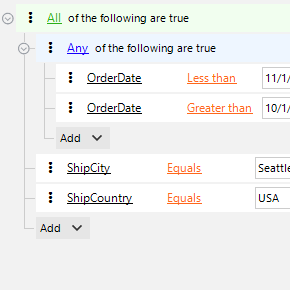 All of the following are true
Any of the following are true
OrderDate Less than 11/1/
OrderDate Greater than 10/1/
Add
ShipCity Equals Seattle
ShipCountry Equals USA
Add